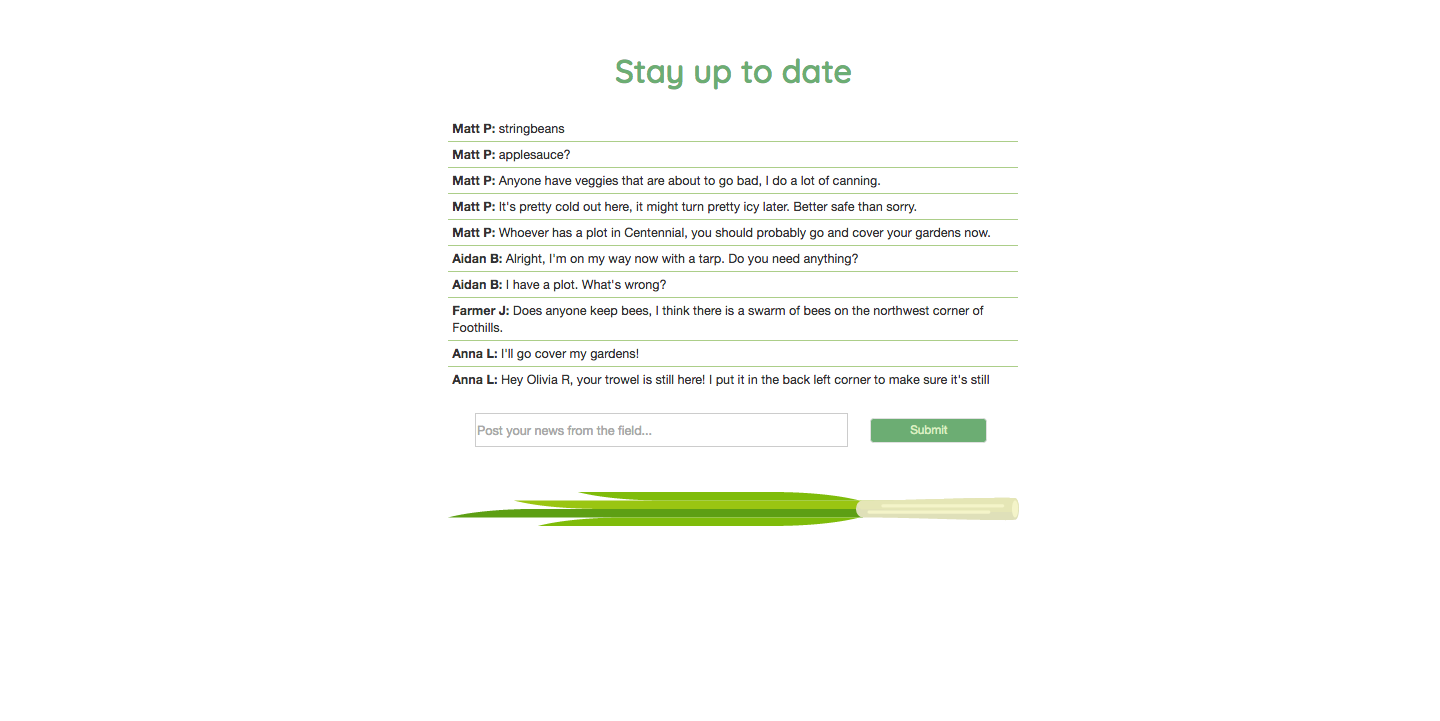 Stay up to date
Matt P: stringbeans
Matt P: applesauce?
Matt P: Anyone have veggies that are about to go bad, I do a lot of canning.
Matt P: It's pretty cold out here, it might turn pretty icy later. Better safe than sorry.
Matt P: Whoever has a plot in Centennial, you should probably go and cover your gardens now.
Aidan B: Alright, I'm on my way now with a tarp. Do you need anything?
Aidan B: I have a plot. What's wrong?
Farmer J: Does anyone keep bees, I think there is a swarm of bees on the northwest corner of
Foothills.
Anna L: I'll go cover my gardens!
Anna L: Hey Olivia R, your trowel is still here! I put it in the back left corner to make sure it's still
Post your news from the field...
Submit